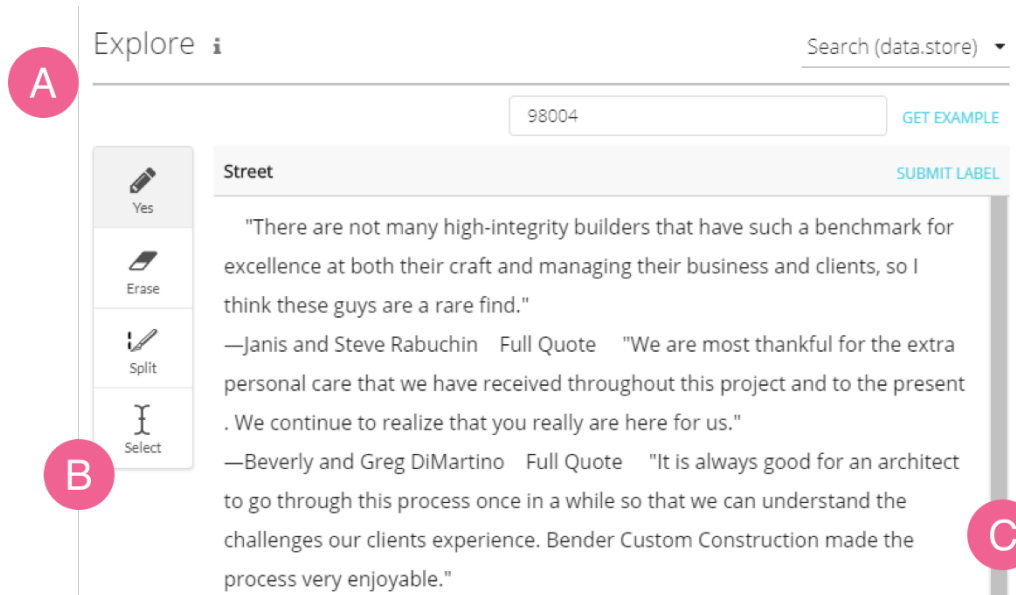 Explore i
Search (data.store)
A
98004
GET EXAMPLE
Yes
Street
SUBMIT LABEL
"There are not many high-integrity builders that have such a benchmark for
excellence at both their craft and managing their business and clients, so I
think these guys are a rare find."
—Janis and Steve Rabuchin Full Quote "We are most thankful for the extra
personal care that we have received throughout this project and to the present
. We continue to realize that you really are here for us."
—Beverly and Greg DiMartino Full Quote "It is always good for an architect
to go through this process once in a while so that we can understand the
challenges our clients experience. Bender Custom Construction made the
process very enjoyable."
Erase
Split
Select
B
C